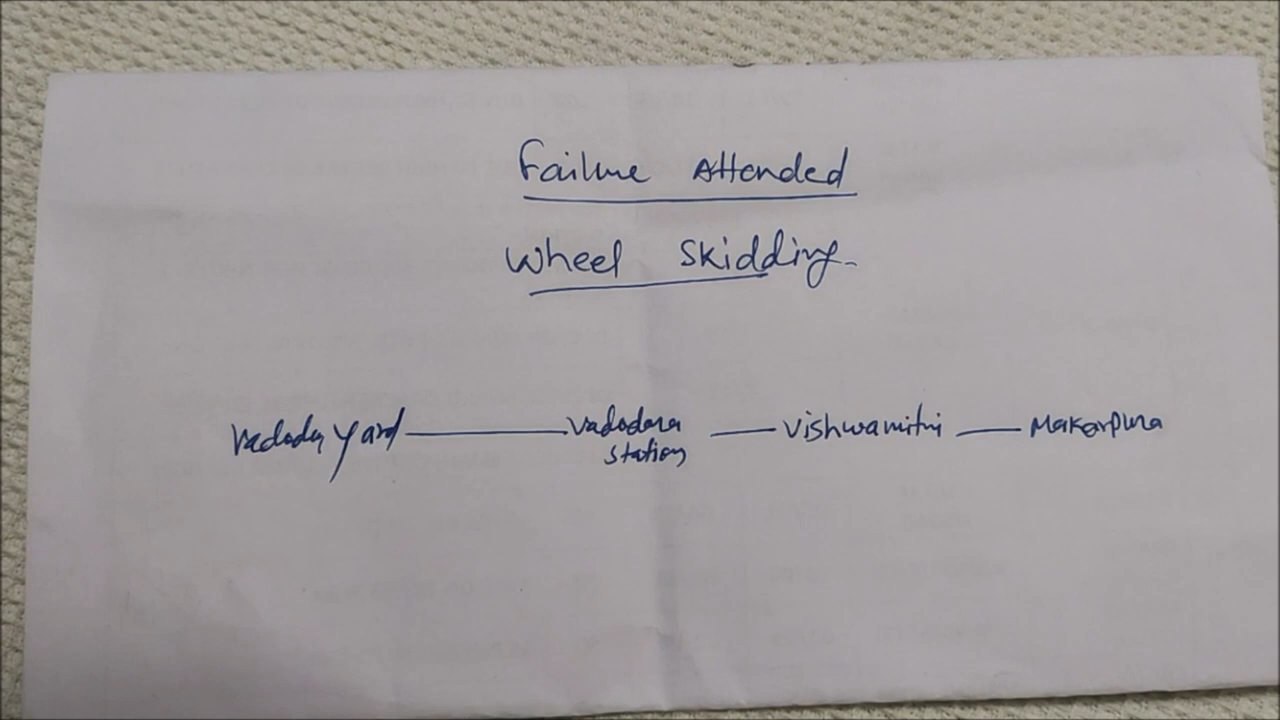 Failure Attended
Wheel Skidding
Vadodara Yard — Vadodara Station — Vishwamitri — Makarpura